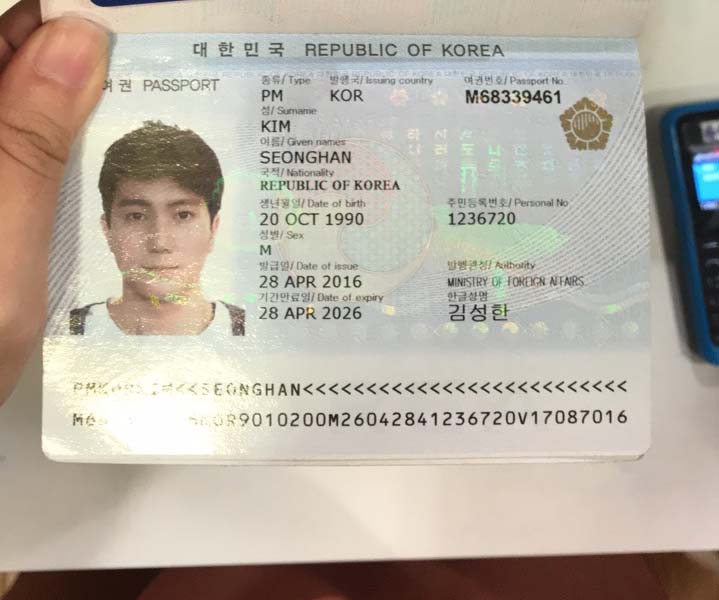 대한민국 REPUBLIC OF KOREA
여권 PASSPORT
종류/ Type 발행국/ Issuing country 여권번호/ Passport No.
PM KOR M68339461
성/ Surname
KIM
이름/ Given names
SEONGHAN
국적/ Nationality
REPUBLIC OF KOREA
생년월일/ Date of birth 주민등록번호/ Personal No
20 OCT 1990 1236720
성별/ Sex
M
발급일/ Date of issue 발행관청/ Authority
28 APR 2016 MINISTRY OF FOREIGN AFFAIRS
기간만료일/ Date of expiry 한글성명
28 APR 2026 김성한
<<SEONGHAN<<<<<<<<<<<<<<<<<<<<<<<<<<<
9010200M26042841236720V17087016